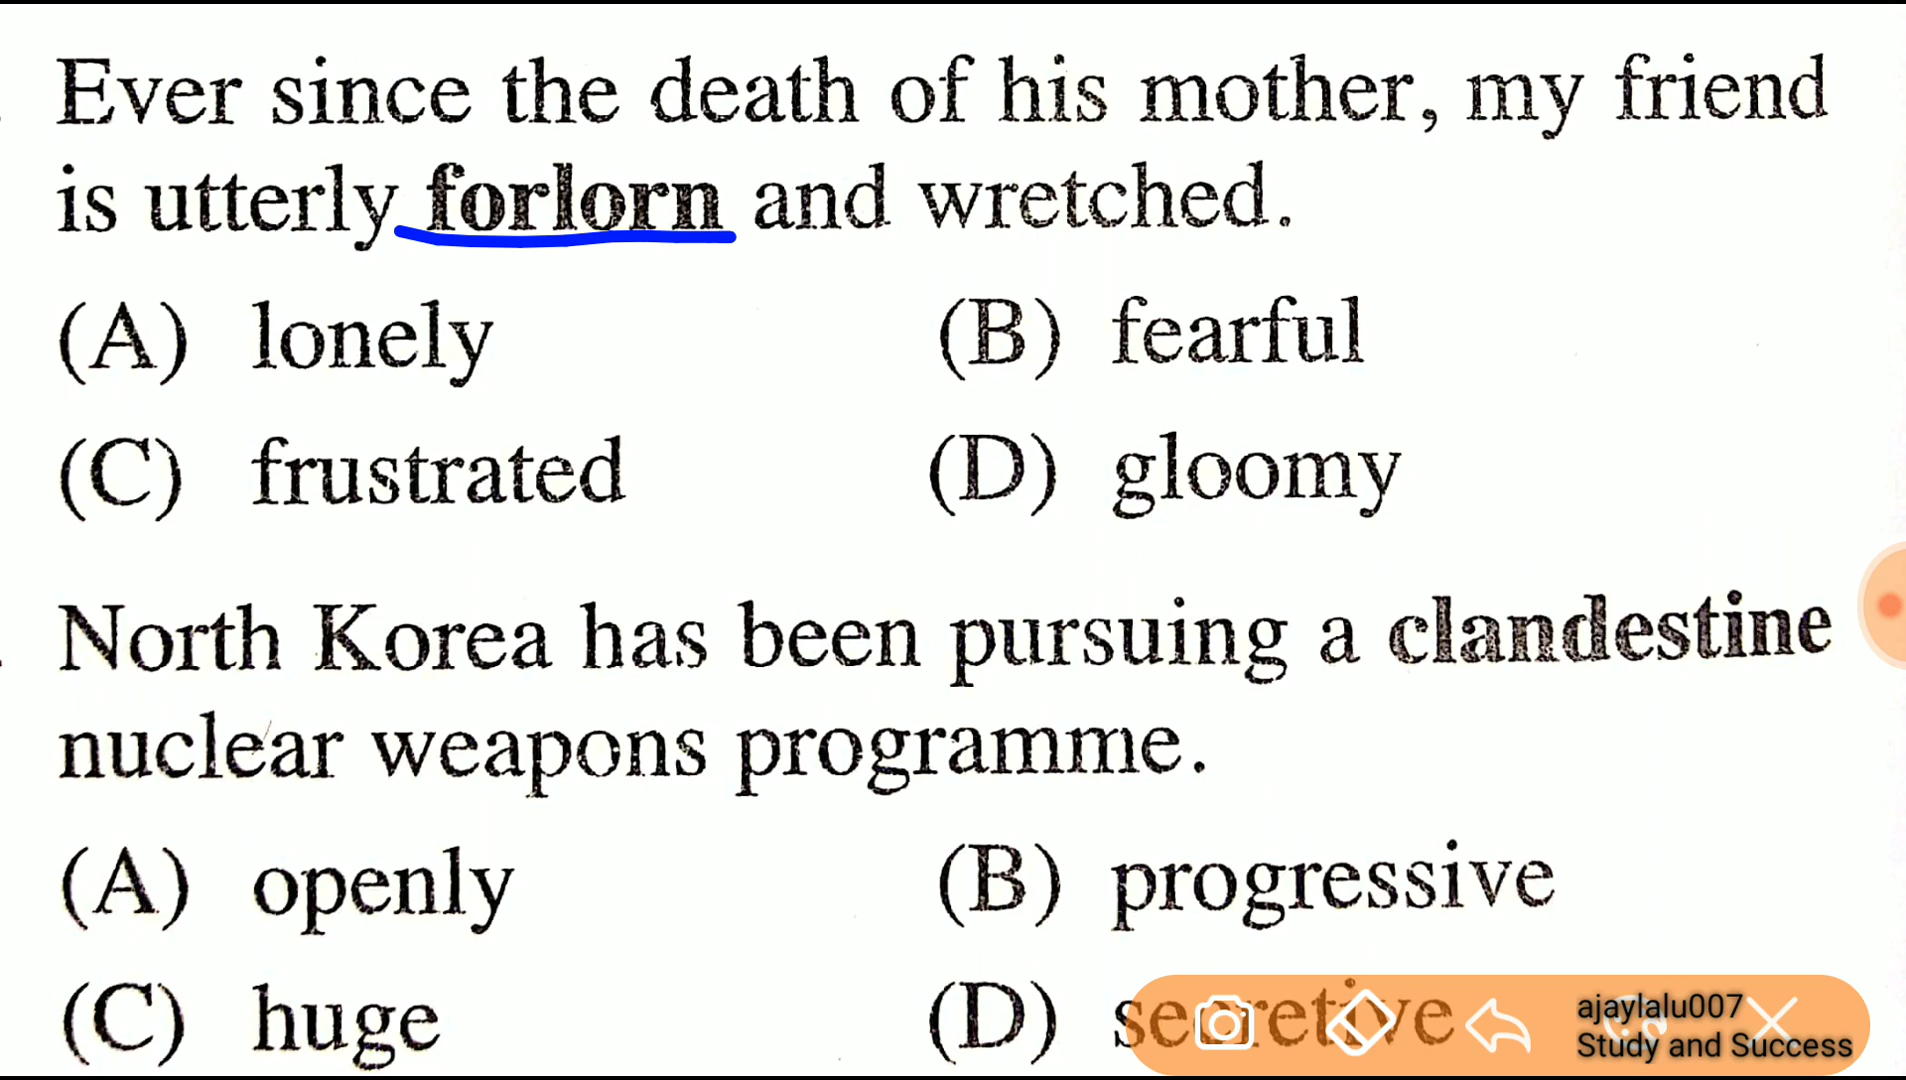 Ever since the death of his mother, my friend
is utterly forlorn and wretched.
(A) lonely (B) fearful
(C) frustrated (D) gloomy
North Korea has been pursuing a clandestine
nuclear weapons programme.
(A) openly (B) progressive
(C) huge (D) secretive
ajaylalu007
Study and Success